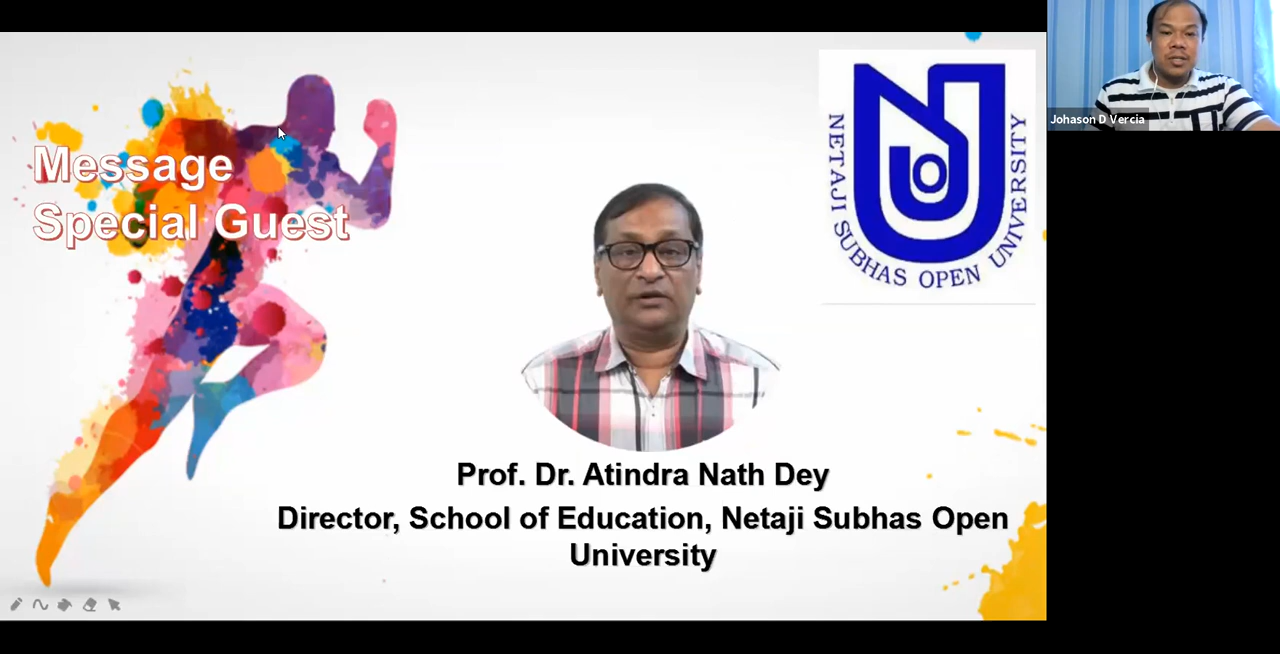 Message
Special Guest
NETAJI SUBHAS OPEN UNIVERSITY
Johason D Vercia
Prof. Dr. Atindra Nath Dey
Director, School of Education, Netaji Subhas Open
University